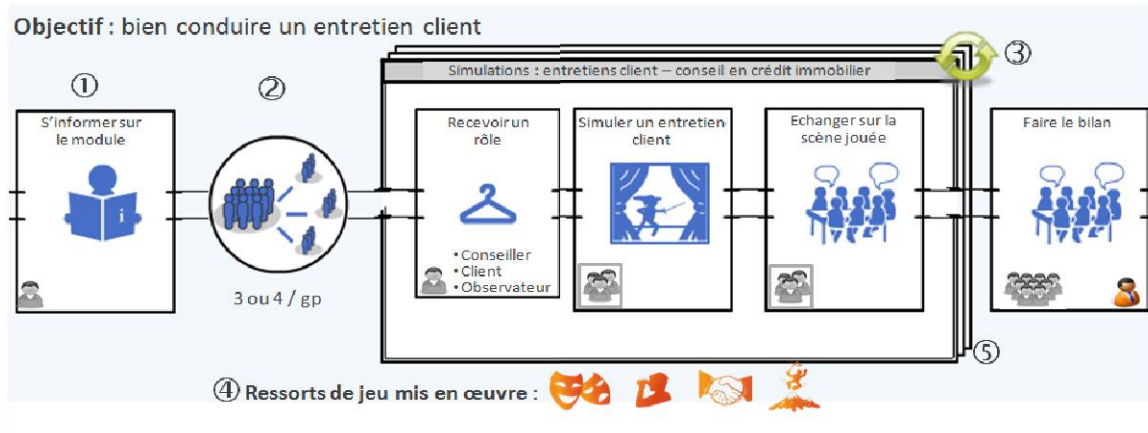 Objectif : bien conduire un entretien client
①
②
③
Simulations : entretiens client – conseil en crédit immobilier
S'informer sur
le module
i
3 ou 4 / gp
Recevoir un
rôle
• Conseiller
• Client
• Observateur
Simuler un entretien
client
Echanger sur la
scène jouée
Faire le bilan
⑤
④ Ressorts de jeu mis en œuvre :